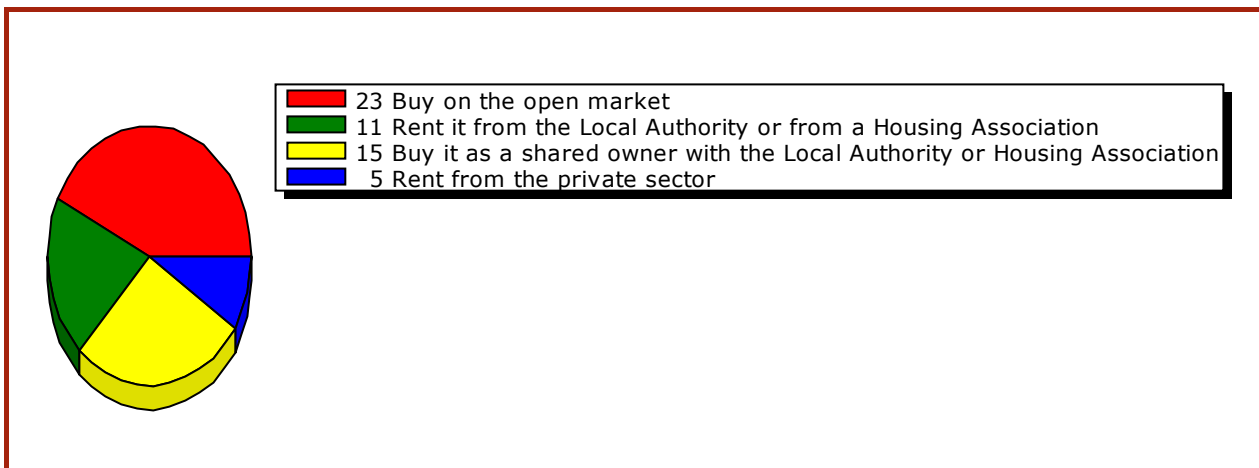 23 Buy on the open market
11 Rent it from the Local Authority or from a Housing Association
15 Buy it as a shared owner with the Local Authority or Housing Association
5 Rent from the private sector